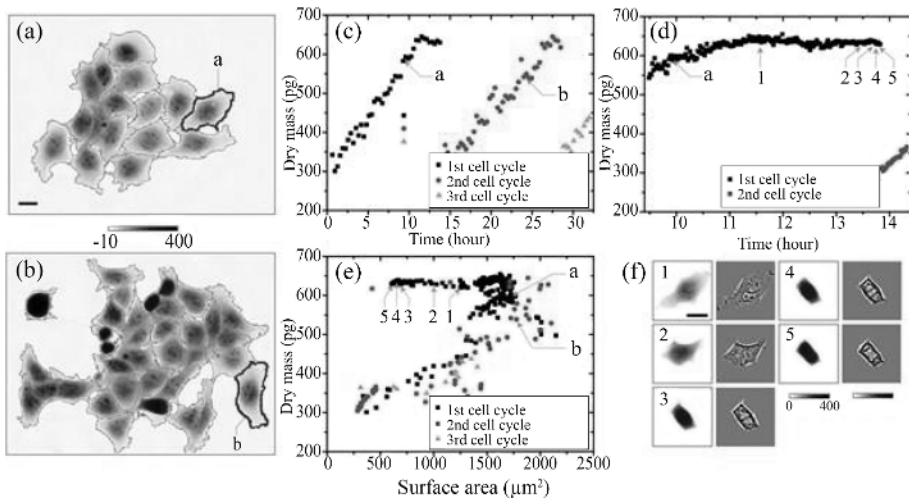 (a)
a
-10 400
(b)
b
(c)
Dry mass (pg)
700
600
500
400
300
200
a
b
1st cell cycle
2nd cell cycle
3rd cell cycle
0 5 10 15 20 25 30
Time (hour)
(d)
Dry mass (pg)
700
600
500
400
300
200
a
1
2 3 4 5
1st cell cycle
2nd cell cycle
10 11 12 13 14
Time (hour)
(e)
Dry mass (pg)
700
600
500
400
300
200
a
5 4 3 2 1
b
1st cell cycle
2nd cell cycle
3rd cell cycle
500 1000 1500 2000 2500
Surface area (μm²)
(f)
1
4
2
5
3
0 400